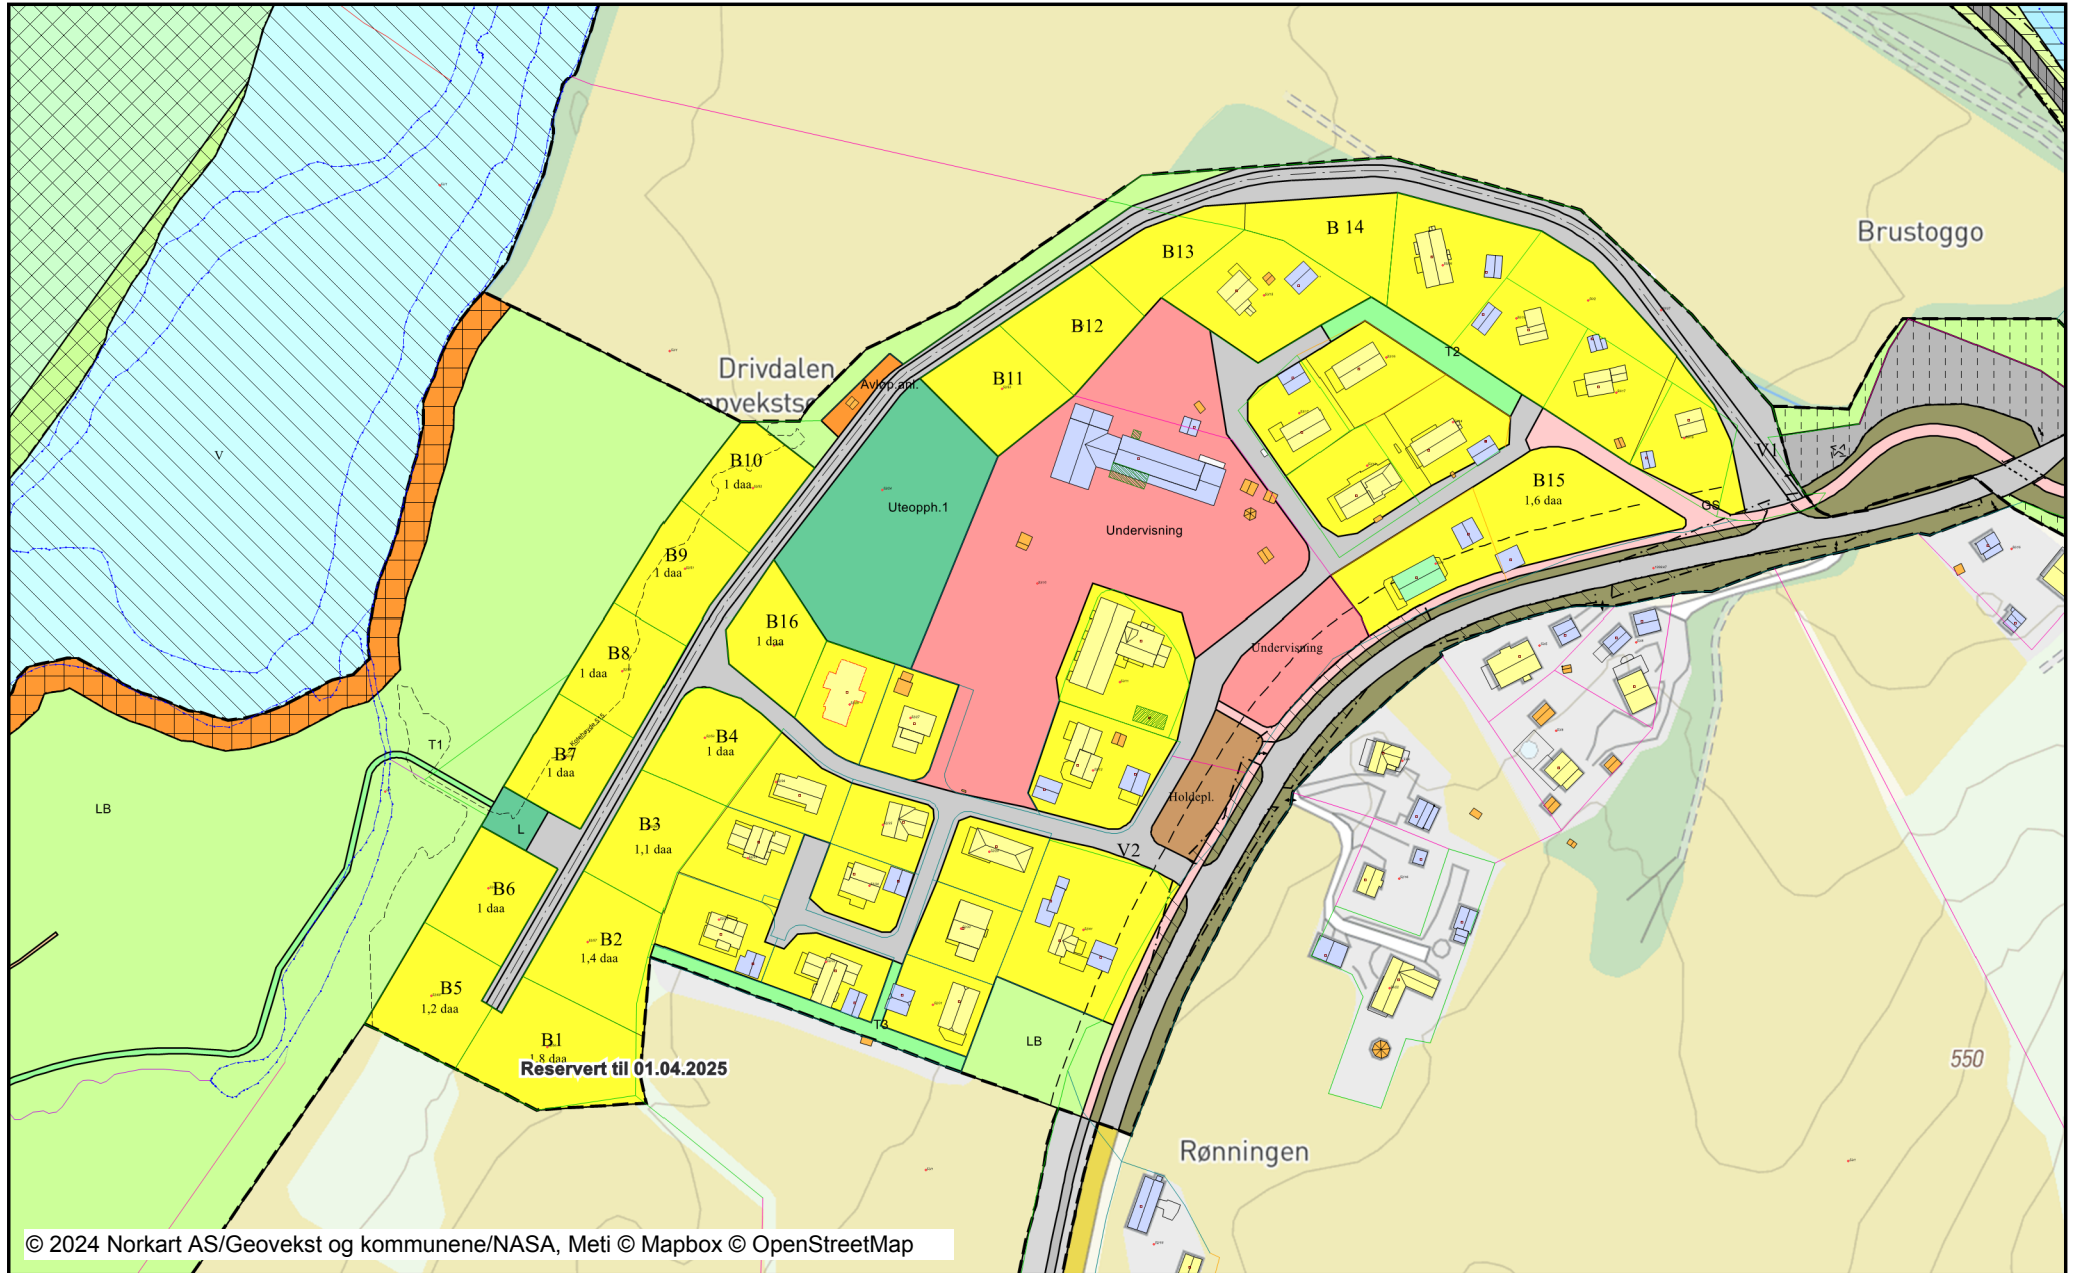 Brustoggo
B 14
B13
B12
T2
Drivdalen
Avløp.anl.
B11
V1
V
B10
1 daa
B15
1,6 daa
GS
Uteopph.1
Undervisning
B9
1 daa
B16
1 daa
B8
1 daa
Undervisning
T1
B4
1 daa
B7
1 daa
Holdepl.
LB
L
B3
1,1 daa
V2
B6
1 daa
B2
1,4 daa
B5
1,2 daa
T3
B1
1,8 daa
LB
Reservert til 01.04.2025
550
Rønningen
© 2024 Norkart AS/Geovekst og kommunene/NASA, Meti © Mapbox © OpenStreetMap